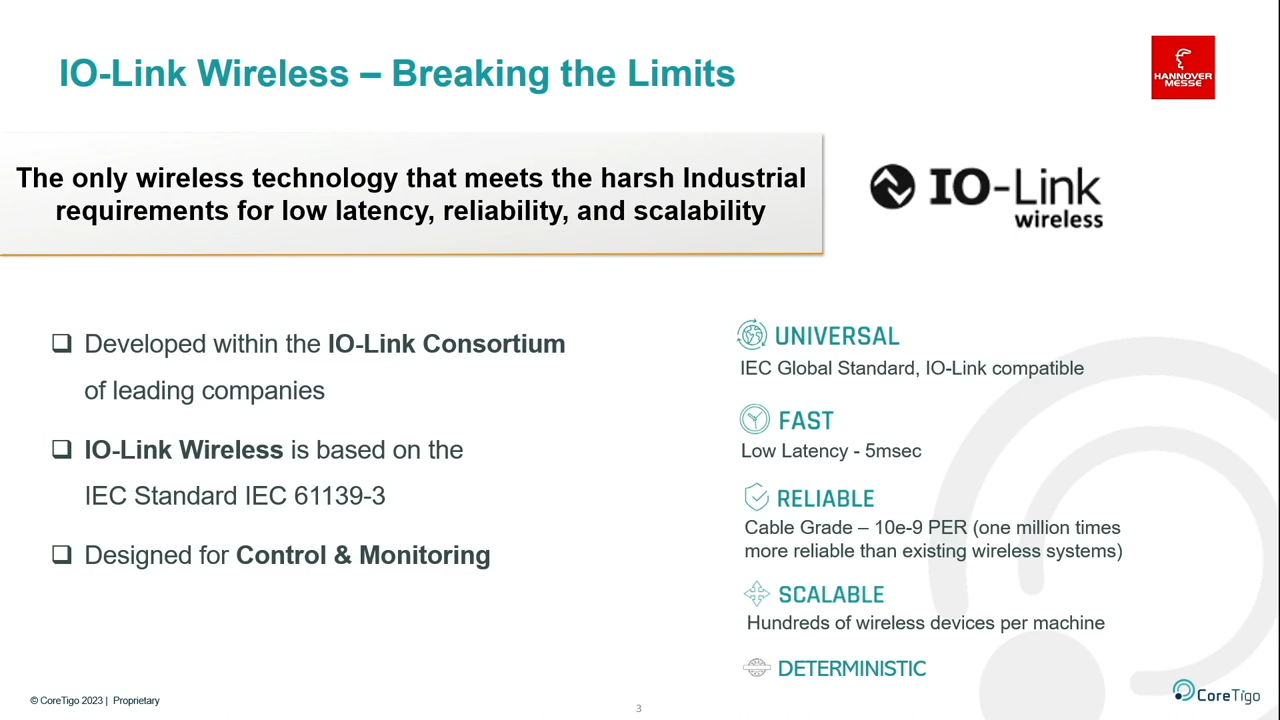 IO-Link Wireless – Breaking the Limits
HANNOVER
MESSE
The only wireless technology that meets the harsh Industrial
requirements for low latency, reliability, and scalability
IO-Link
wireless
❑ Developed within the IO-Link Consortium
of leading companies
❑ IO-Link Wireless is based on the
IEC Standard IEC 61139-3
❑ Designed for Control & Monitoring
UNIVERSAL
IEC Global Standard, IO-Link compatible
FAST
Low Latency - 5msec
RELIABLE
Cable Grade – 10e-9 PER (one million times
more reliable than existing wireless systems)
SCALABLE
Hundreds of wireless devices per machine
DETERMINISTIC
© CoreTigo 2023 | Proprietary
3
CoreTigo